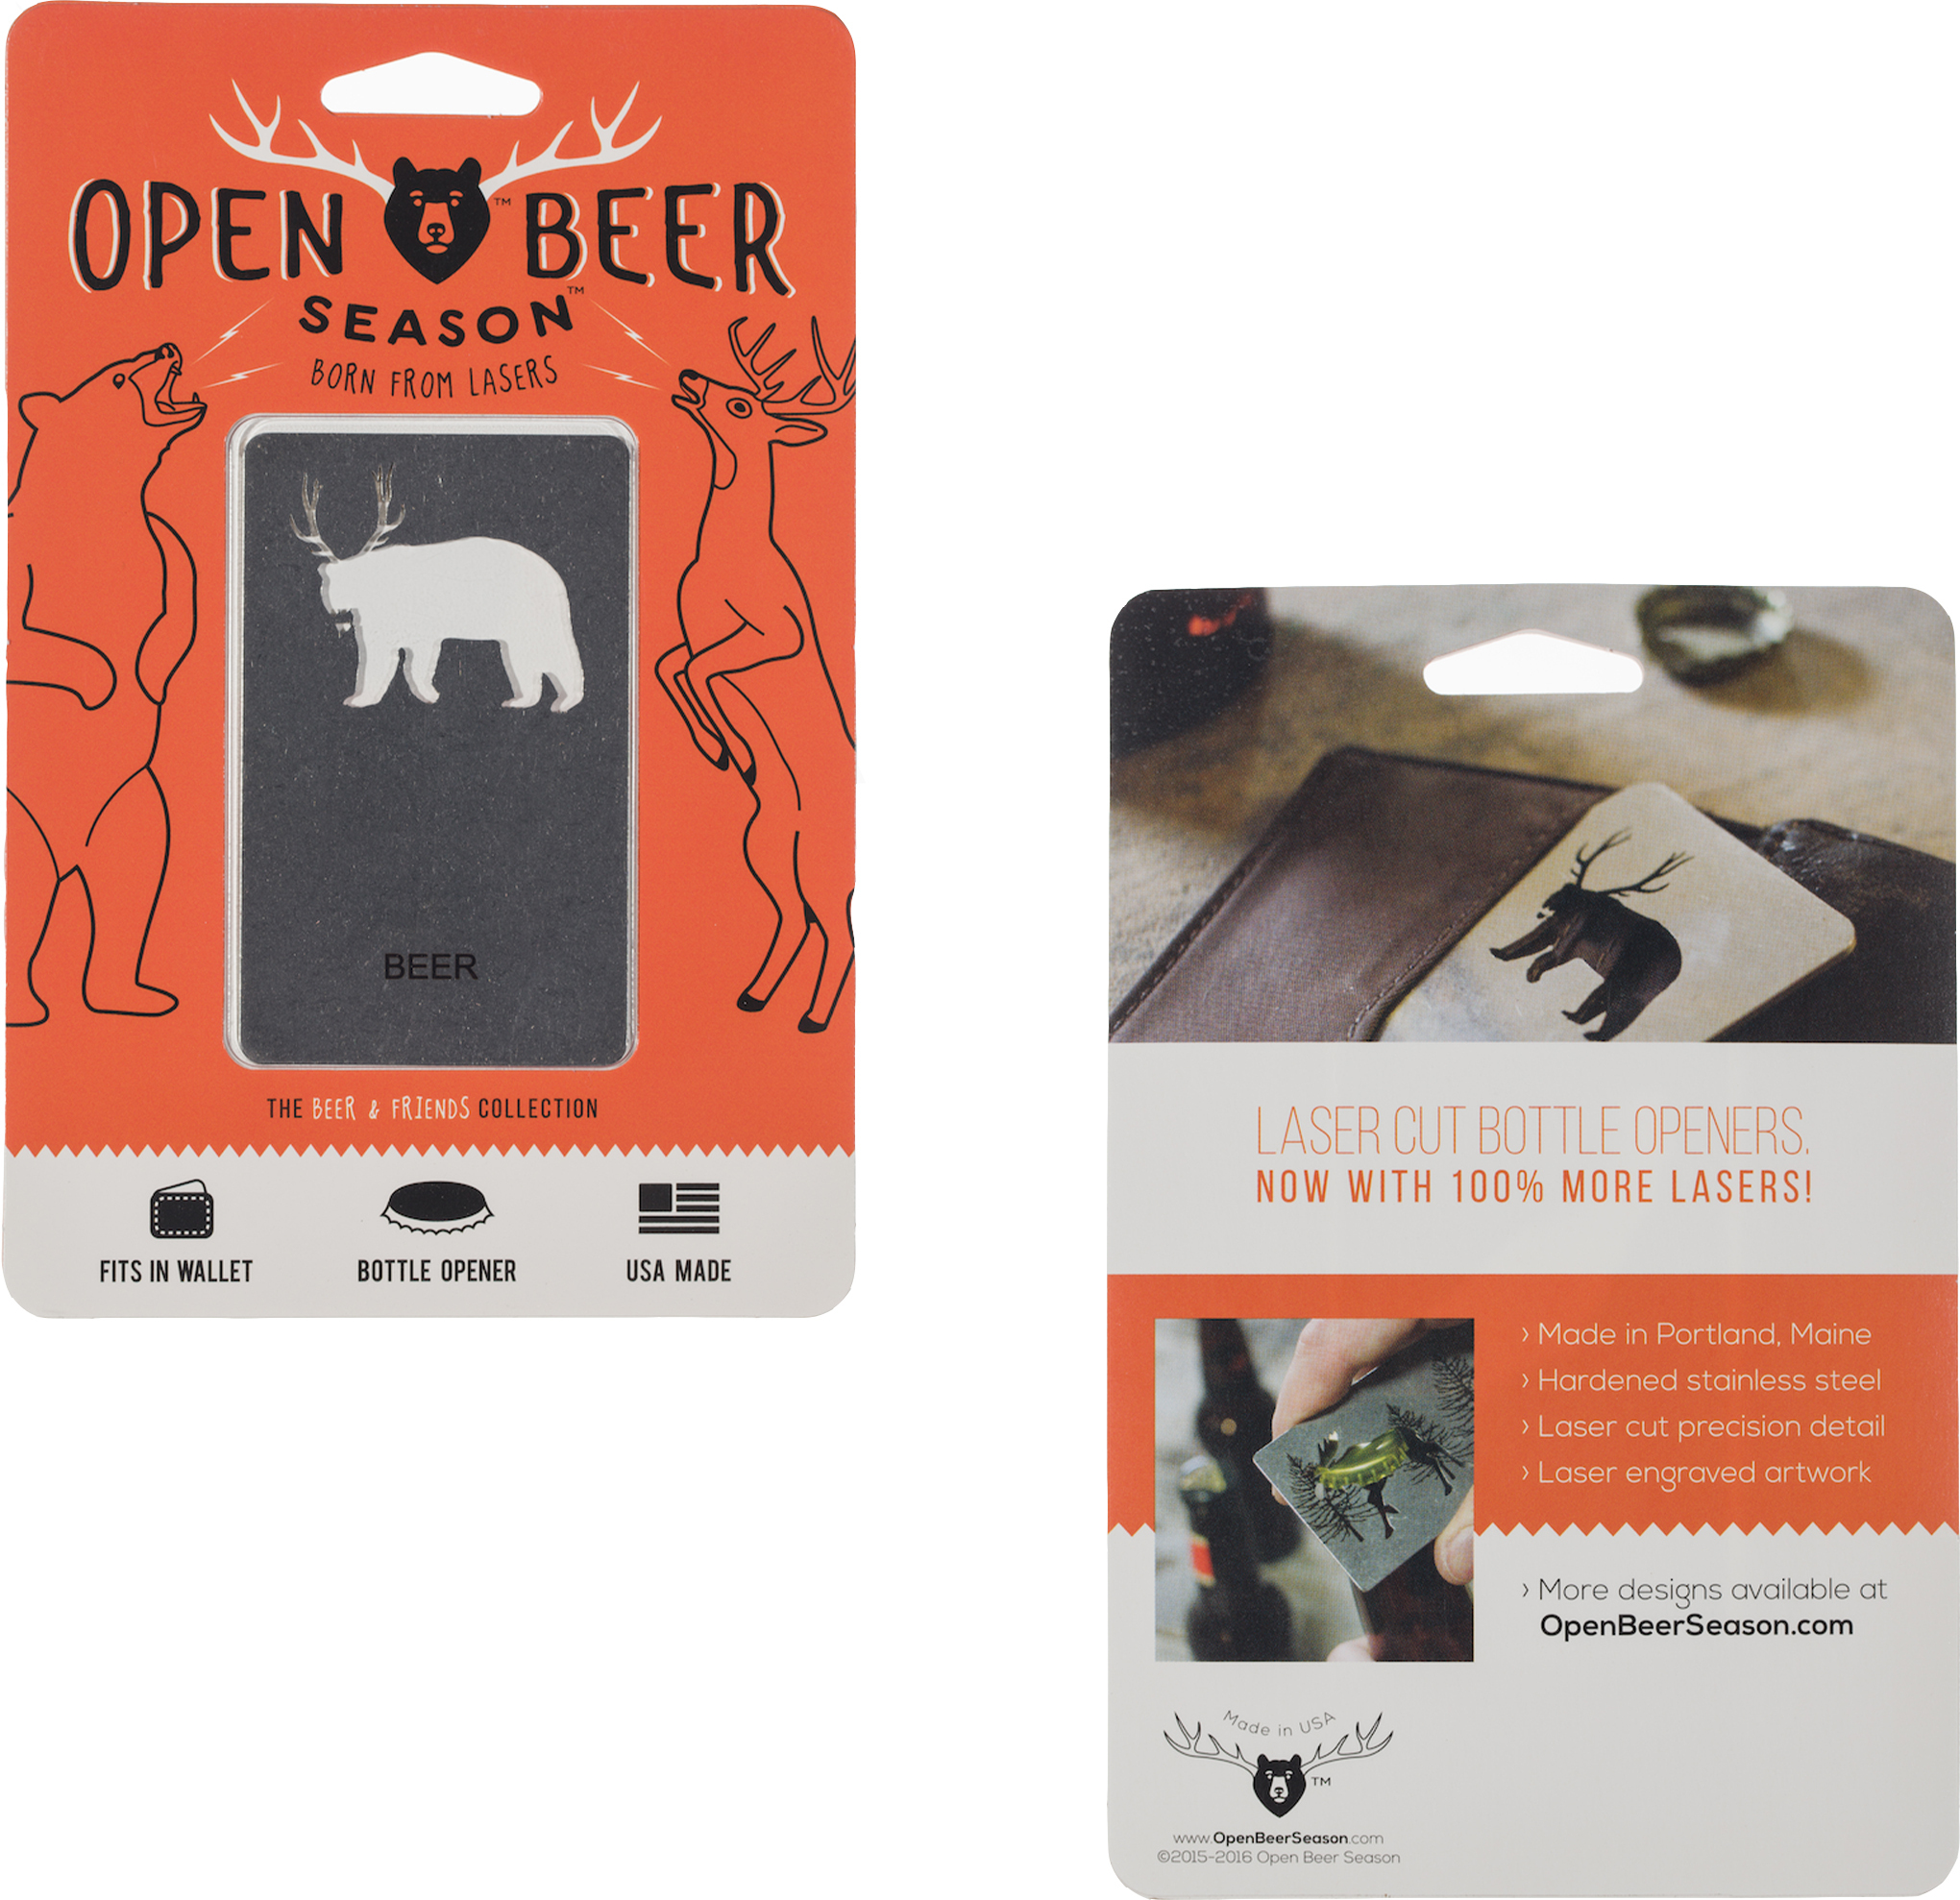 OPEN BEER
TM
SEASON
TM
BORN FROM LASERS
BEER
THE BEER & FRIENDS COLLECTION
FITS IN WALLET
BOTTLE OPENER
USA MADE
LASER CUT BOTTLE OPENERS.
NOW WITH 100% MORE LASERS!
› Made in Portland, Maine
› Hardened stainless steel
› Laser cut precision detail
› Laser engraved artwork
› More designs available at
OpenBeerSeason.com
Made in USA
TM
www.OpenBeerSeason.com
©2015-2016 Open Beer Season